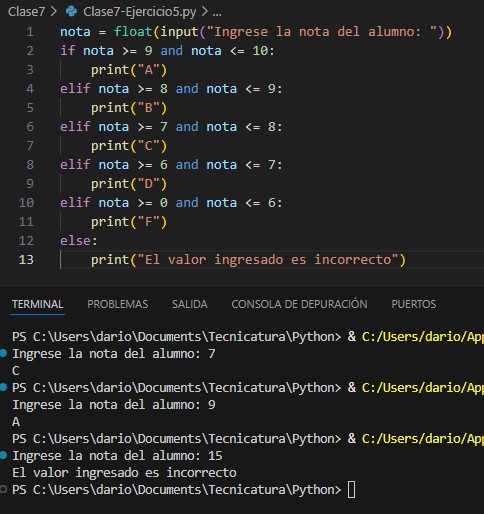 Clase7 > Clase7-Ejercicio5.py > ...
1 nota = float(input("Ingrese la nota del alumno: "))
2 if nota >= 9 and nota <= 10:
3 print("A")
4 elif nota >= 8 and nota <= 9:
5 print("B")
6 elif nota >= 7 and nota <= 8:
7 print("C")
8 elif nota >= 6 and nota <= 7:
9 print("D")
10 elif nota >= 0 and nota <= 6:
11 print("F")
12 else:
13 print("El valor ingresado es incorrecto")
TERMINAL PROBLEMAS SALIDA CONSOLA DE DEPURACIÓN PUERTOS
PS C:\Users\dario\Documents\Tecnicatura\Python> & C:/Users/dario/App
Ingrese la nota del alumno: 7
C
PS C:\Users\dario\Documents\Tecnicatura\Python> & C:/Users/dario/App
Ingrese la nota del alumno: 9
A
PS C:\Users\dario\Documents\Tecnicatura\Python> & C:/Users/dario/App
Ingrese la nota del alumno: 15
El valor ingresado es incorrecto
PS C:\Users\dario\Documents\Tecnicatura\Python>